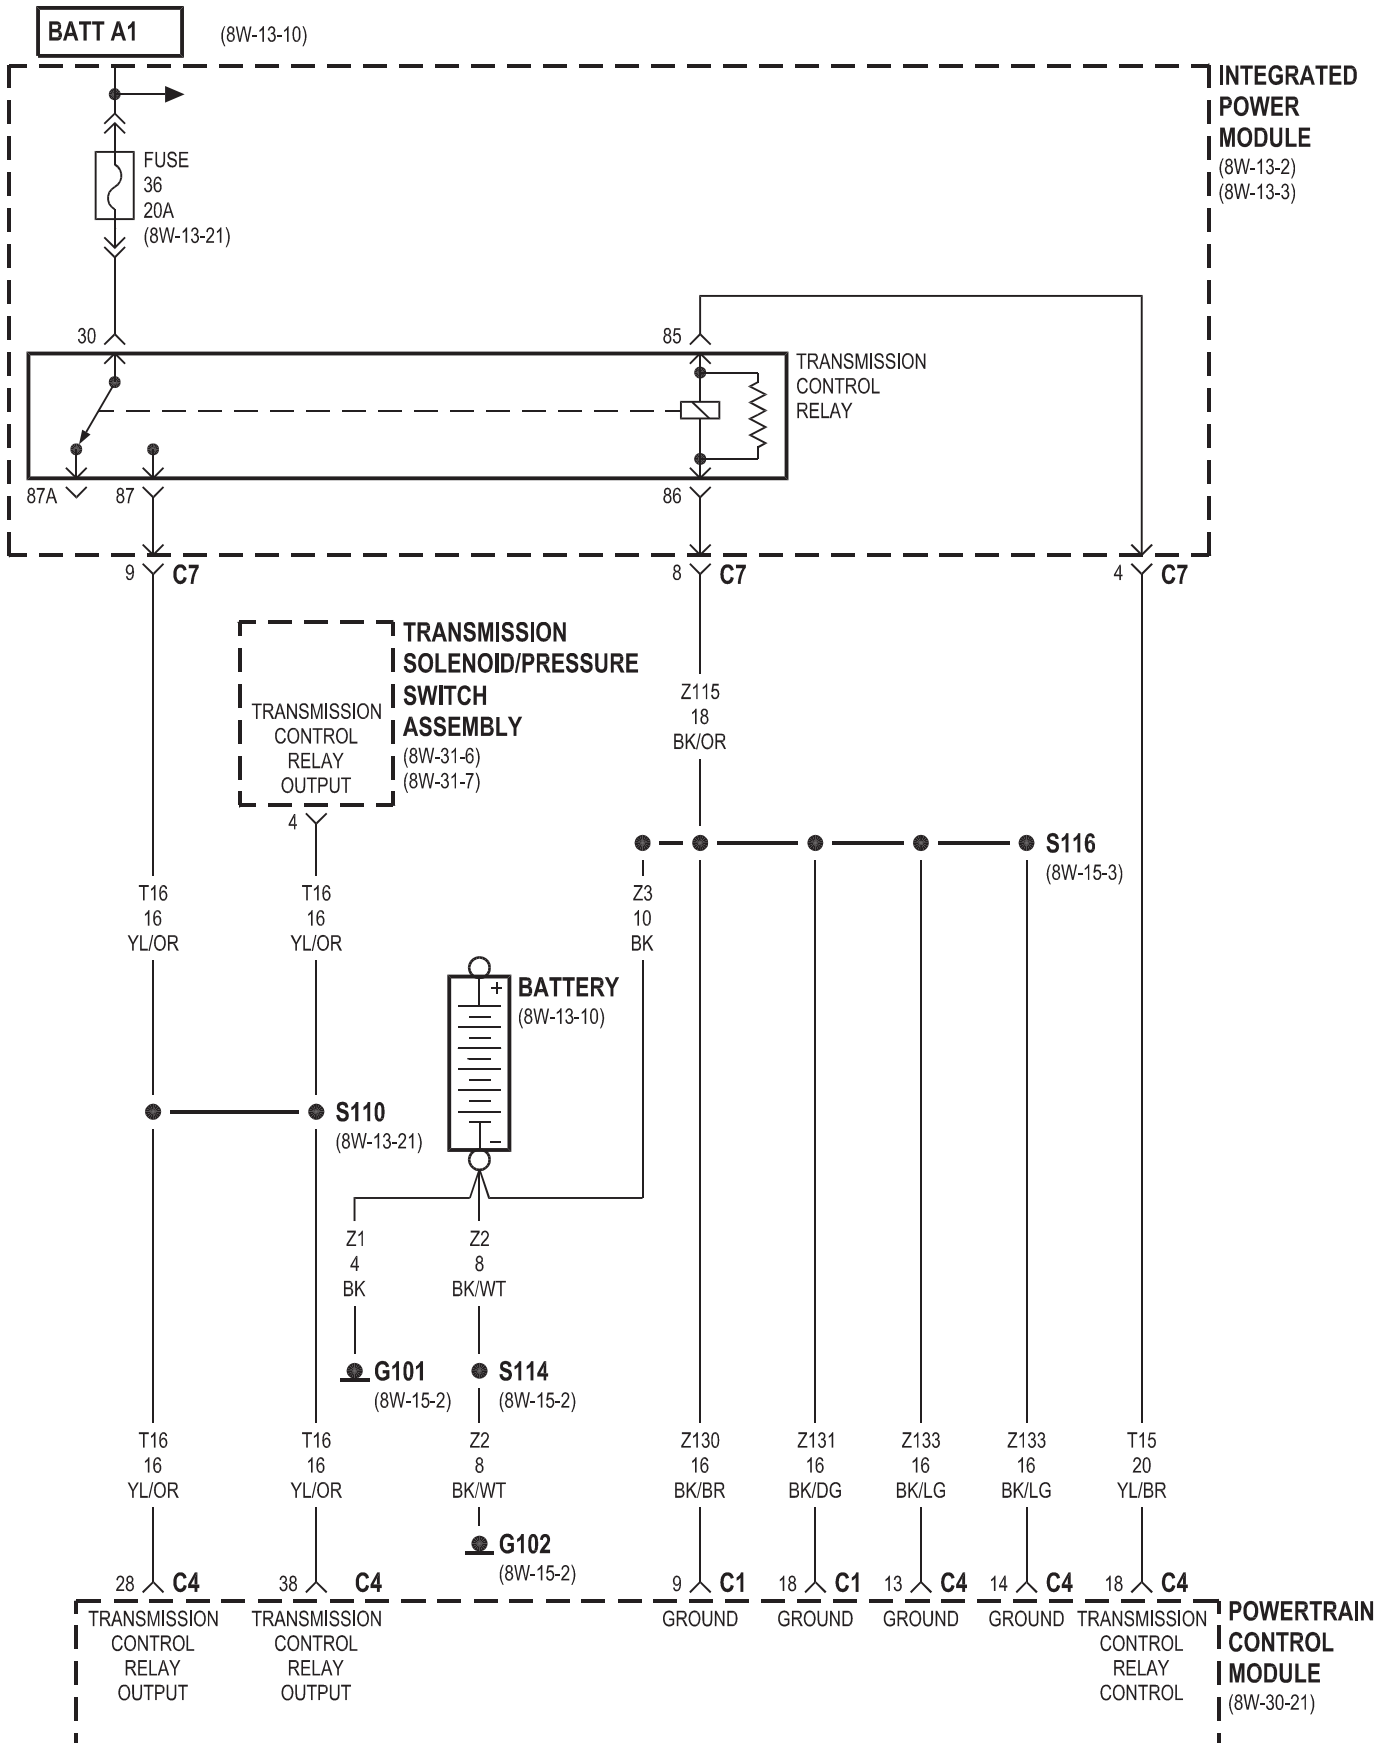 BATT A1
(8W-13-10)
INTEGRATED
POWER
MODULE
(8W-13-2)
(8W-13-3)
FUSE
36
20A
(8W-13-21)
30
85
TRANSMISSION
CONTROL
RELAY
87A
87
86
9
C7
8
C7
4
C7
TRANSMISSION
SOLENOID/PRESSURE
SWITCH
ASSEMBLY
(8W-31-6)
(8W-31-7)
TRANSMISSION
CONTROL
RELAY
OUTPUT
4
Z115
18
BK/OR
S116
(8W-15-3)
T16
16
YL/OR
T16
16
YL/OR
Z3
10
BK
+
BATTERY
(8W-13-10)
−
S110
(8W-13-21)
Z1
4
BK
Z2
8
BK/WT
G101
(8W-15-2)
S114
(8W-15-2)
T16
16
YL/OR
T16
16
YL/OR
Z2
8
BK/WT
Z130
16
BK/BR
Z131
16
BK/DG
Z133
16
BK/LG
Z133
16
BK/LG
T15
20
YL/BR
G102
(8W-15-2)
28
C4
38
C4
9
C1
18
C1
13
C4
14
C4
18
C4
TRANSMISSION
CONTROL
RELAY
OUTPUT
TRANSMISSION
CONTROL
RELAY
OUTPUT
GROUND
GROUND
GROUND
GROUND
TRANSMISSION
CONTROL
RELAY
CONTROL
POWERTRAIN
CONTROL
MODULE
(8W-30-21)